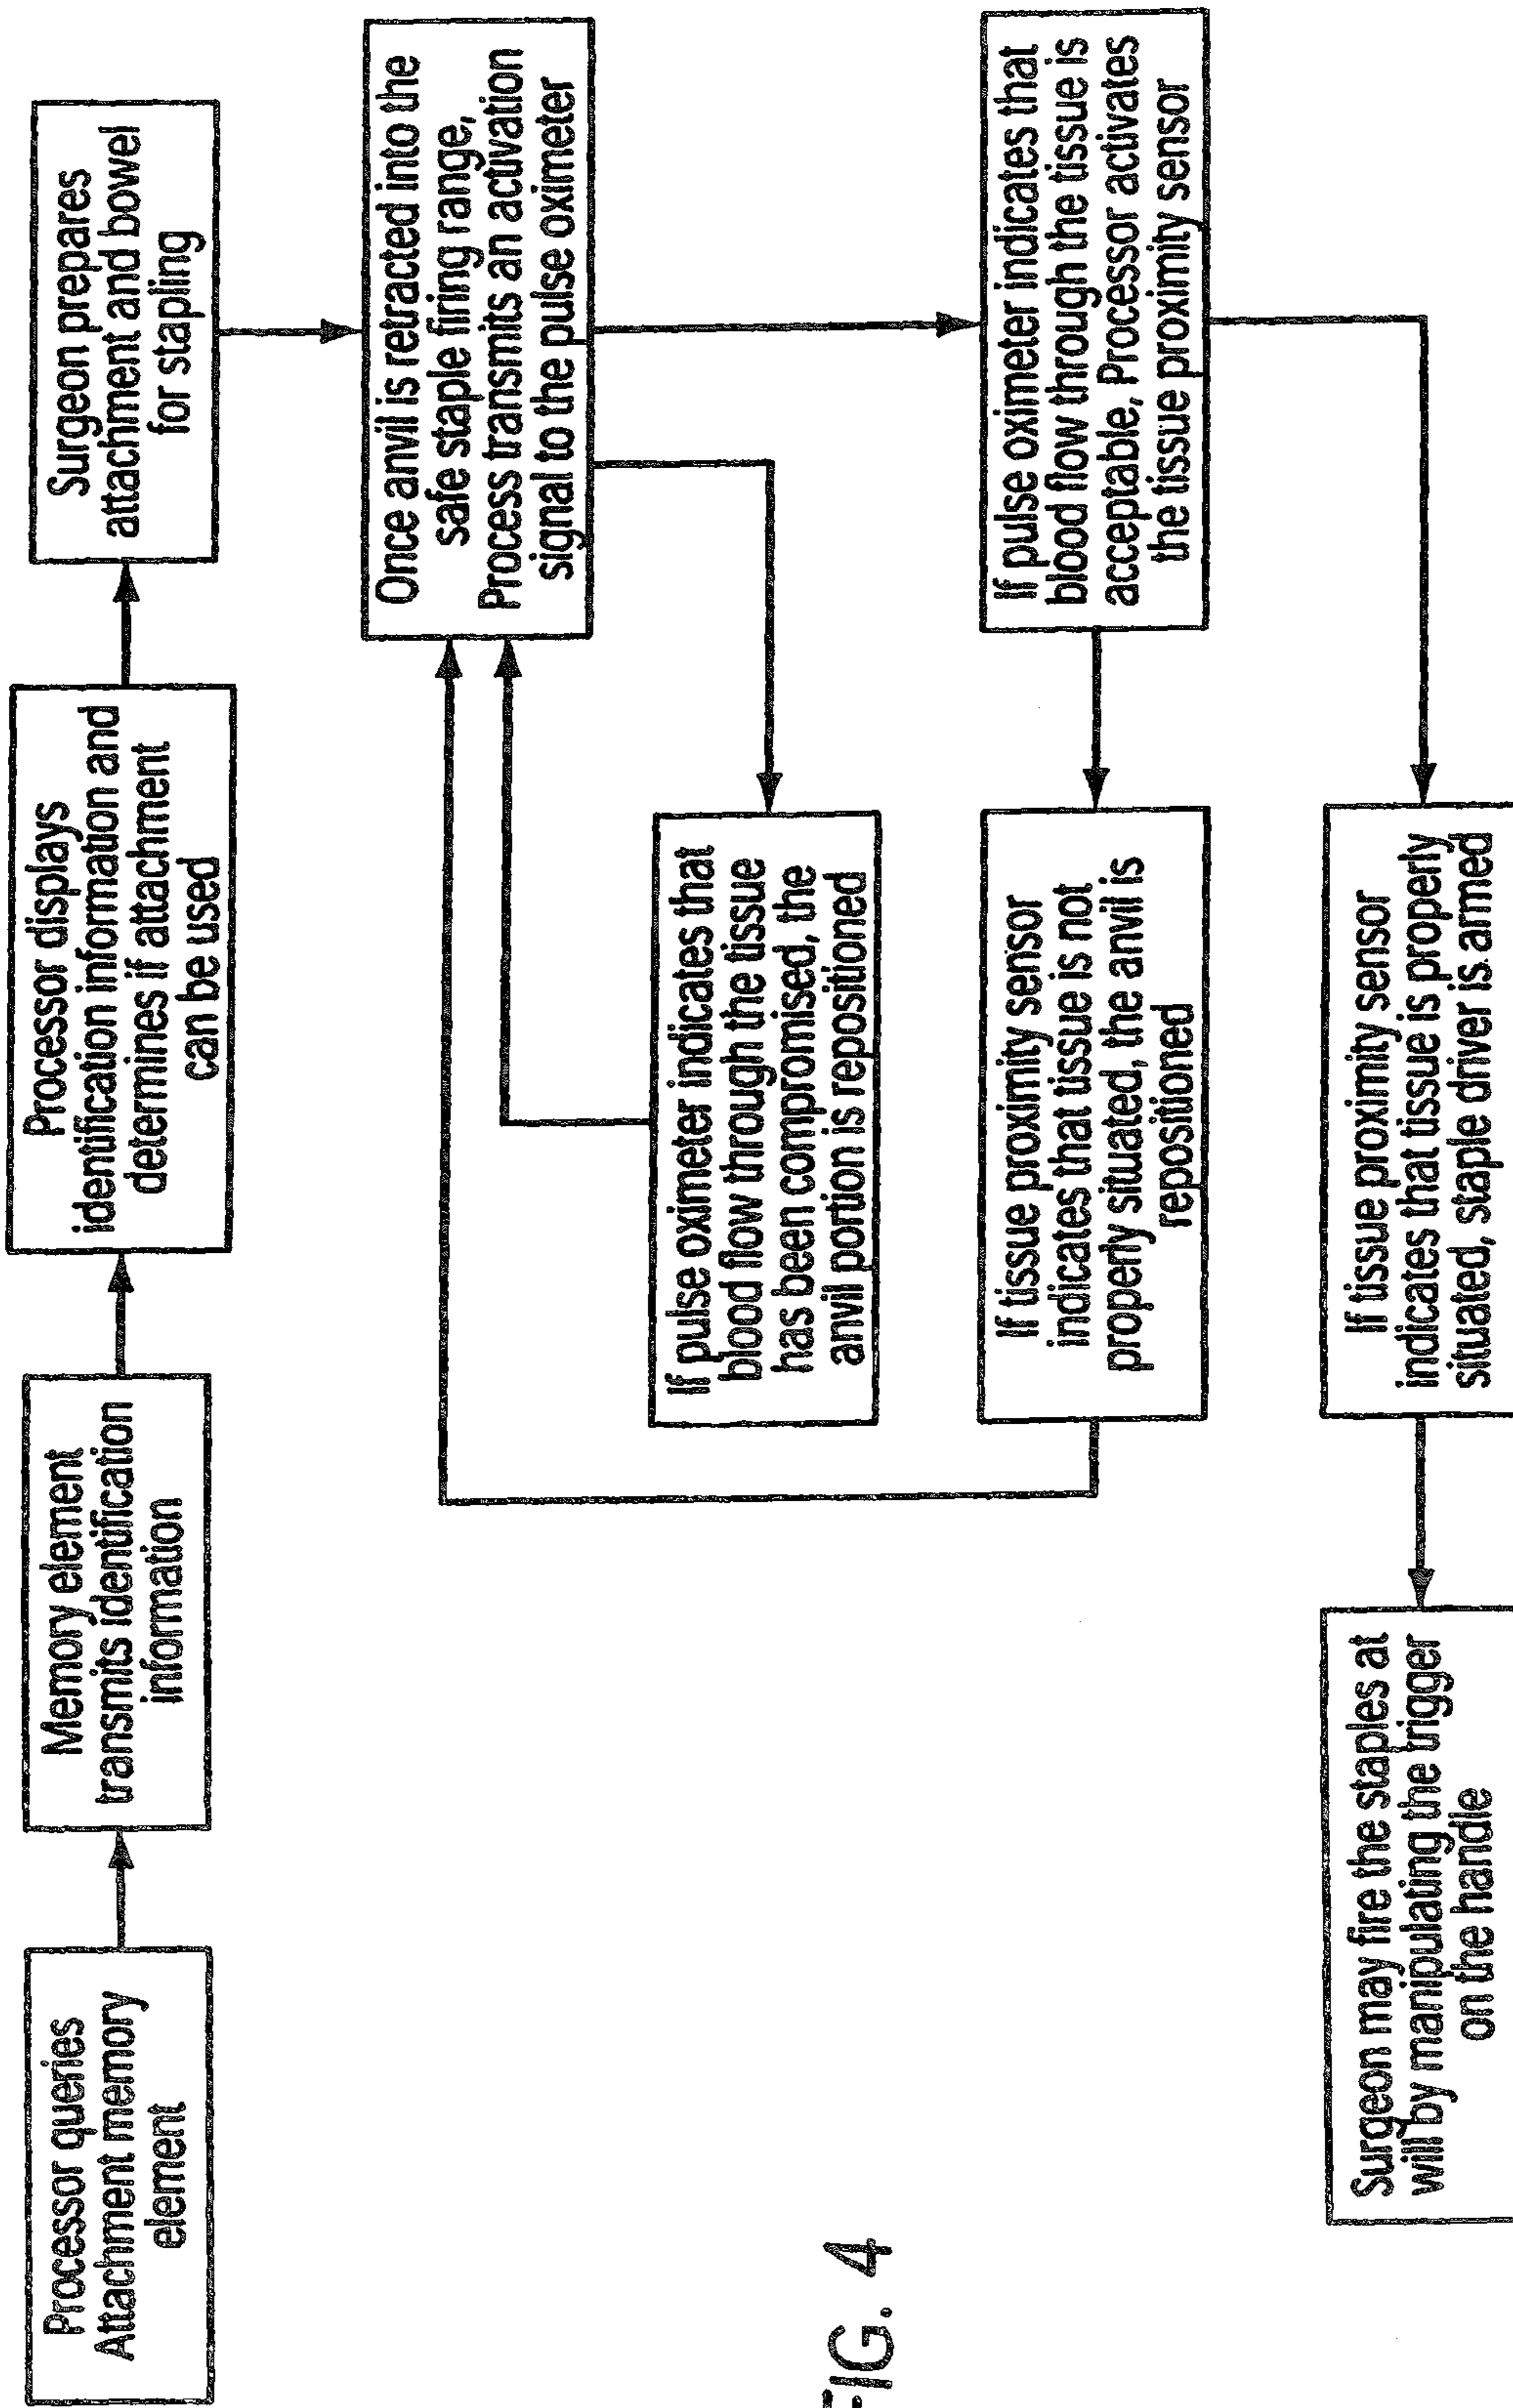 Processor queries
Attachment memory
element
Memory element
transmits identification
information
Processor displays
identification information and
determines if attachment
can be used
Surgeon prepares
attachment and bowel
for stapling
Once anvil is retracted into the
safe staple firing range,
Process transmits an activation
signal to the pulse oximeter
If pulse oximeter indicates that
blood flow through the tissue
has been compromised, the
anvil portion is repositioned
If pulse oximeter indicates that
blood flow through the tissue is
acceptable, Processor activates
the tissue proximity sensor
If tissue proximity sensor
indicates that tissue is not
properly situated, the anvil is
repositioned
If tissue proximity sensor
indicates that tissue is properly
situated, staple driver is armed
Surgeon may fire the staples at
will by manipulating the trigger
on the handle
FIG. 4